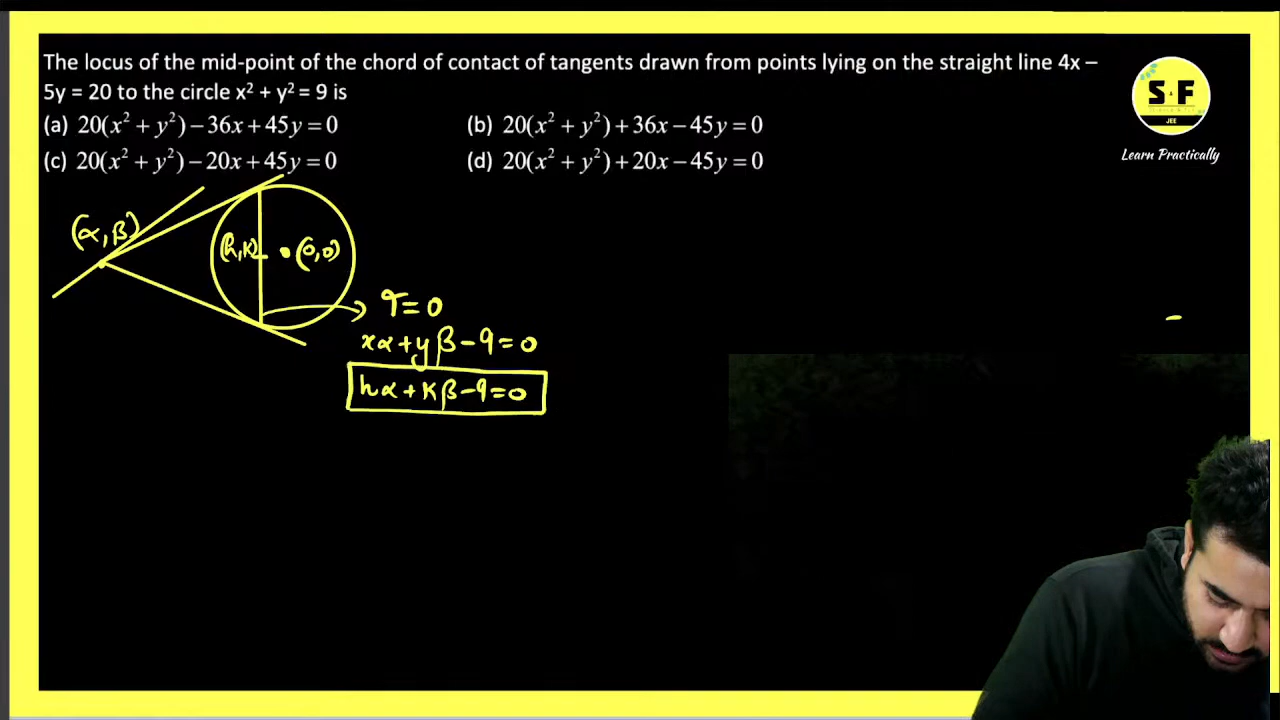 The locus of the mid-point of the chord of contact of tangents drawn from points lying on the straight line 4x –
5y = 20 to the circle x² + y² = 9 is
(a) 20(x² + y²) − 36x + 45y = 0
(b) 20(x² + y²) + 36x − 45y = 0
(c) 20(x² + y²) − 20x + 45y = 0
(d) 20(x² + y²) + 20x − 45y = 0
S & F
JEE
Learn Practically
(α, β)
(h, k)
(0, 0)
T = 0
xα + yβ − 9 = 0
hα + kβ − 9 = 0